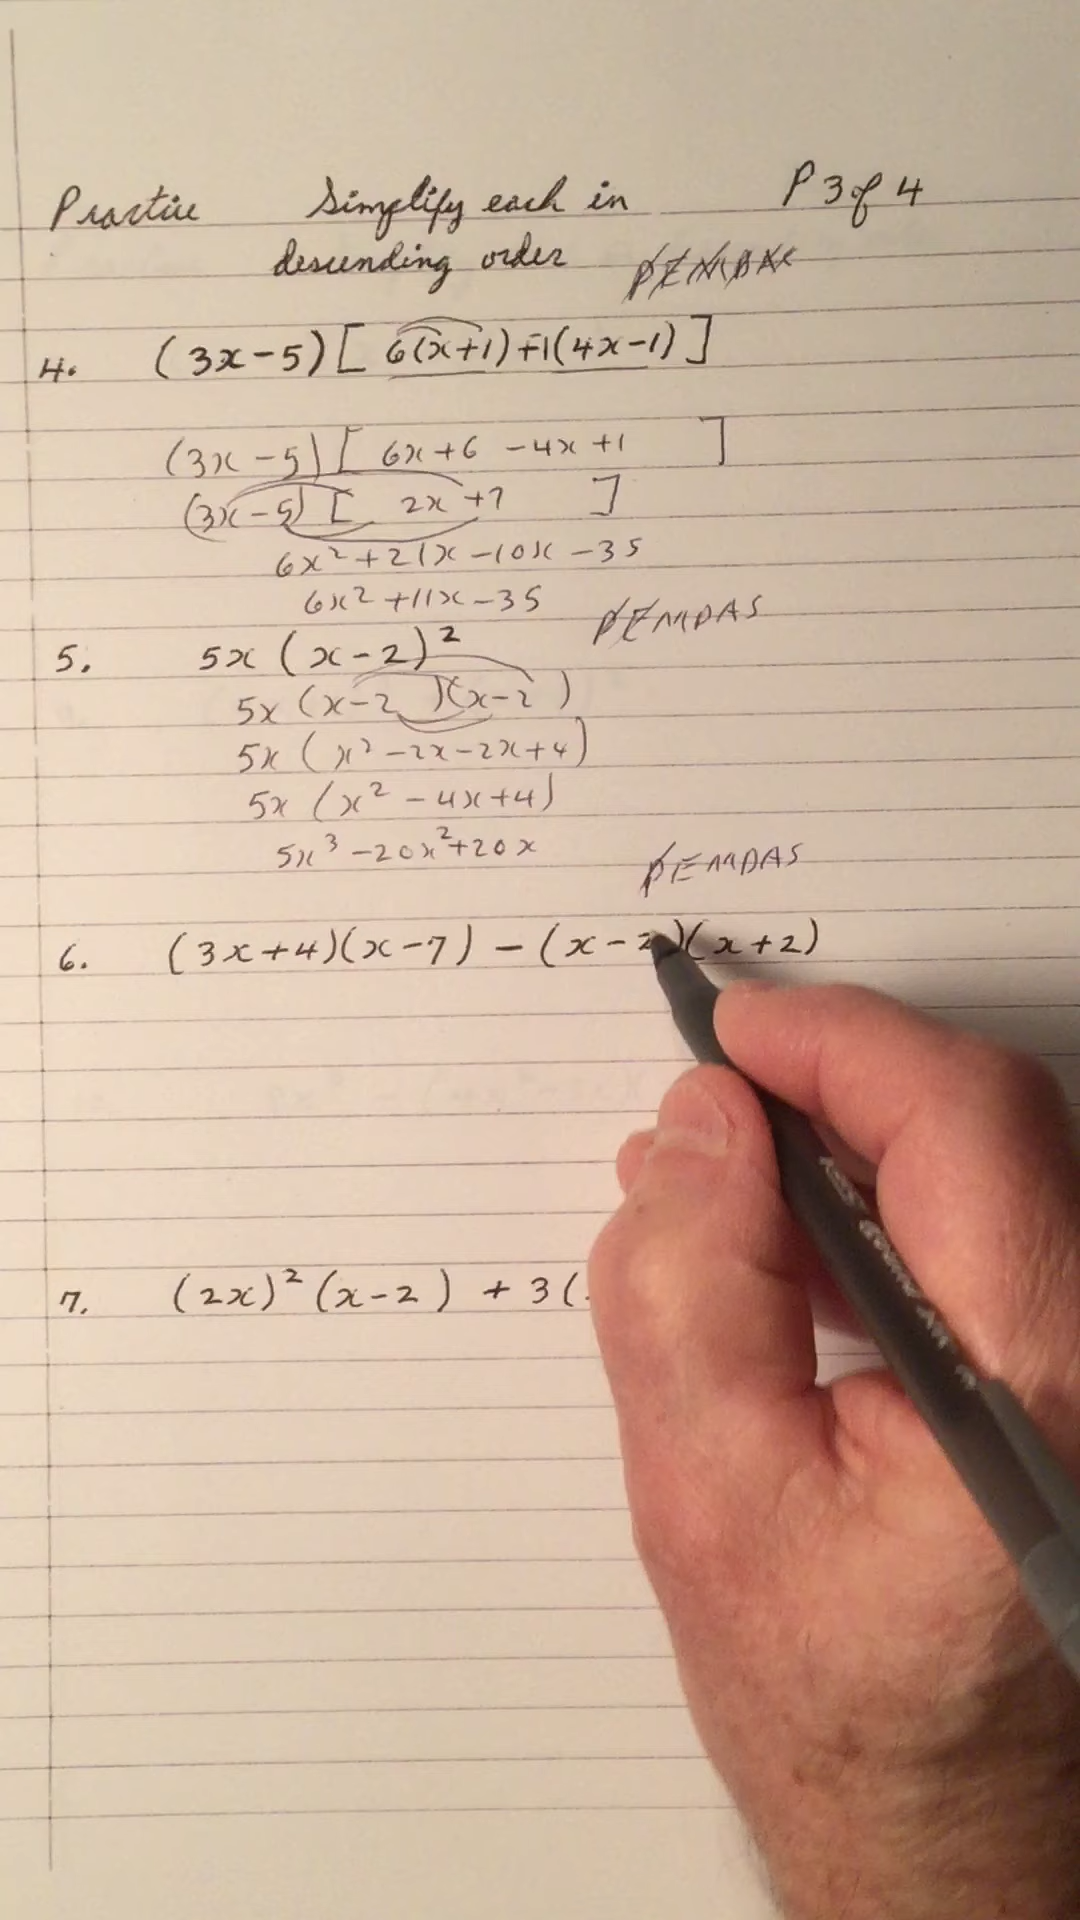 Practice Simplify each in P 3 of 4
descending order PEMDAS
4. (3x-5)[6(x+1)+1(4x-1)]
(3x-5)[6x+6 -4x+1]
(3x-5)[2x+7]
6x²+21x-10x-35
6x²+11x-35
PEMDAS
5. 5x(x-2)²
5x(x-2)(x-2)
5x(x²-2x-2x+4)
5x(x²-4x+4)
5x³-20x²+20x
PEMDAS
6. (3x+4)(x-7) - (x-2)(x+2)
7. (2x)²(x-2) + 3(